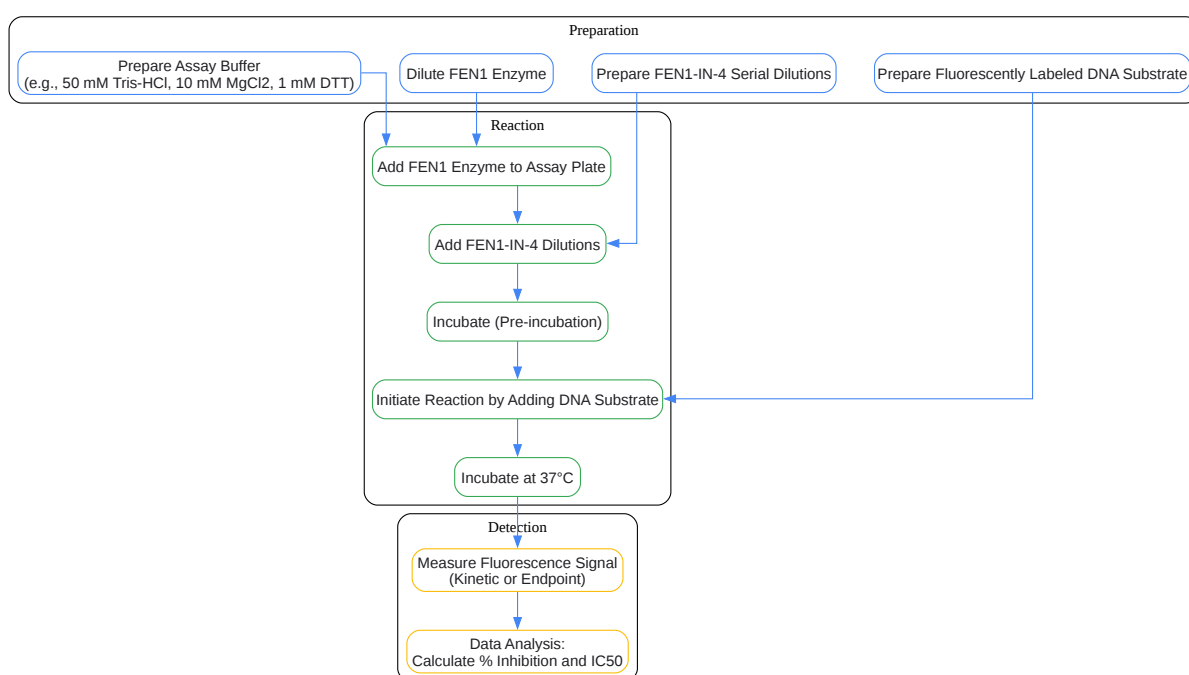 Preparation
Prepare Assay Buffer
(e.g., 50 mM Tris-HCl, 10 mM MgCl2, 1 mM DTT)
Dilute FEN1 Enzyme
Prepare FEN1-IN-4 Serial Dilutions
Prepare Fluorescently Labeled DNA Substrate
Reaction
Add FEN1 Enzyme to Assay Plate
Add FEN1-IN-4 Dilutions
Incubate (Pre-incubation)
Initiate Reaction by Adding DNA Substrate
Incubate at 37°C
Detection
Measure Fluorescence Signal
(Kinetic or Endpoint)
Data Analysis:
Calculate % Inhibition and IC50